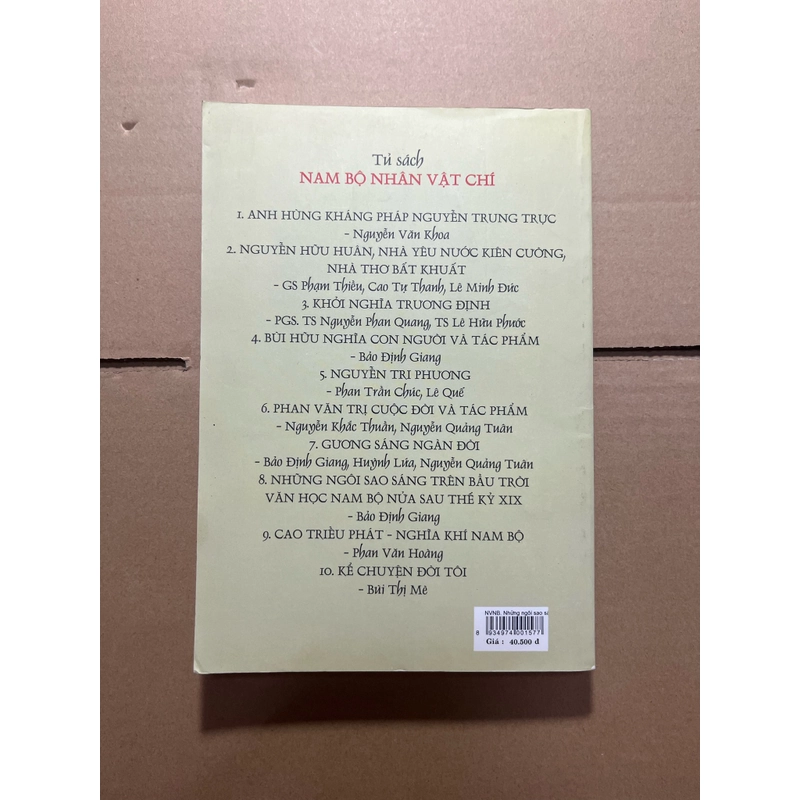 Tủ sách
NAM BỘ NHÂN VẬT CHÍ
1. ANH HÙNG KHÁNG PHÁP NGUYỄN TRUNG TRỰC
- Nguyễn Văn Khoa
2. NGUYỄN HỮU HUÂN, NHÀ YÊU NƯỚC KIÊN CƯỜNG,
NHÀ THƠ BẤT KHUẤT
- GS Phạm Thiều, Cao Tự Thanh, Lê Minh Đức
3. KHỞI NGHĨA TRƯƠNG ĐỊNH
- PGS. TS Nguyễn Phan Quang, TS Lê Hữu Phước
4. BÙI HỮU NGHĨA CON NGƯỜI VÀ TÁC PHẨM
- Bảo Định Giang
5. NGUYỄN TRI PHƯƠNG
- Phan Trần Chúc, Lê Quế
6. PHAN VĂN TRỊ CUỘC ĐỜI VÀ TÁC PHẨM
- Nguyễn Khắc Thuần, Nguyễn Quảng Tuân
7. GƯƠNG SÁNG NGÀN ĐỜI
- Bảo Định Giang, Huỳnh Lứa, Nguyễn Quảng Tuân
8. NHỮNG NGÔI SAO SÁNG TRÊN BẦU TRỜI
VĂN HỌC NAM BỘ NỬA SAU THẾ KỶ XIX
- Bảo Định Giang
9. CAO TRIỀU PHÁT - NGHĨA KHÍ NAM BỘ
- Phan Văn Hoàng
10. KỂ CHUYỆN ĐỜI TÔI
- Bùi Thị Mè
NVNB. Những ngôi sao sá
8 934974 001577
Giá : 40.500 đ